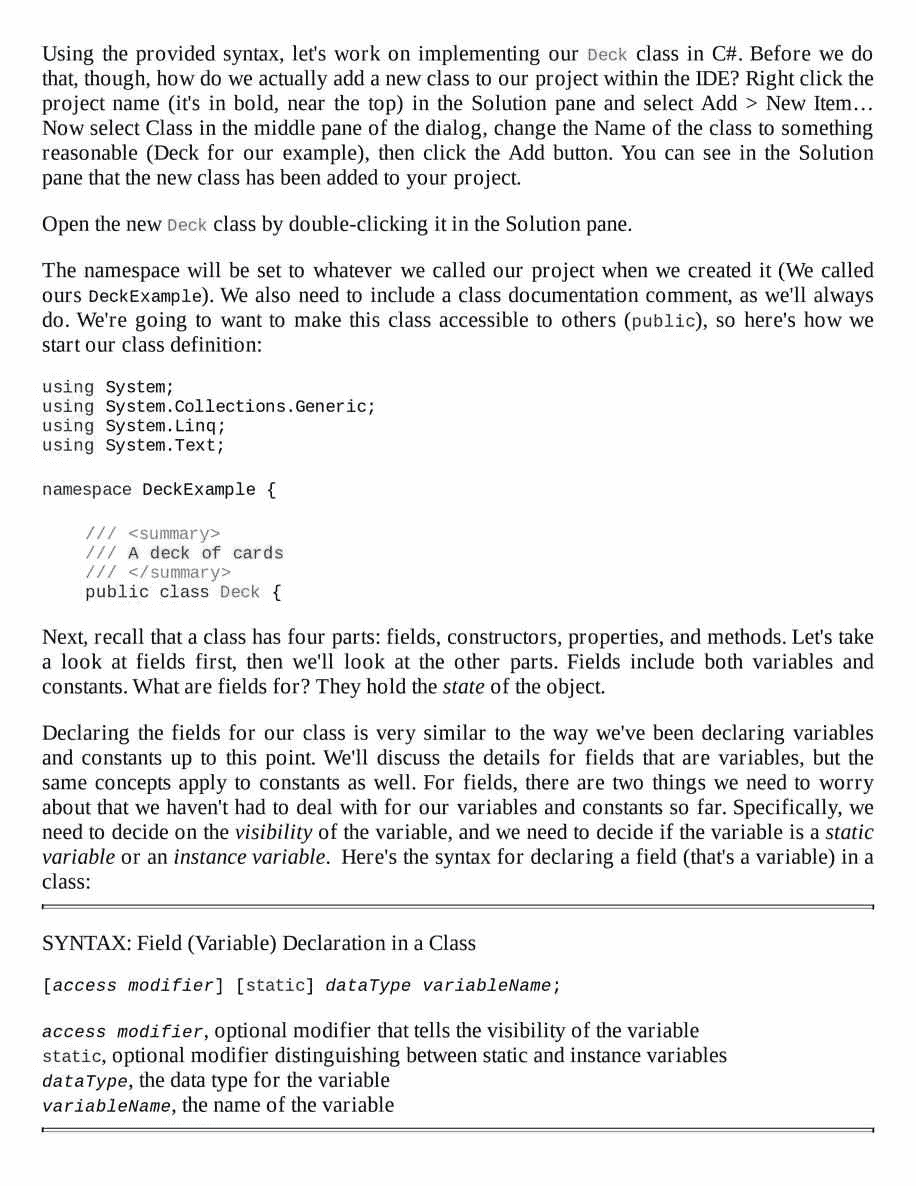 Using the provided syntax, let's work on implementing our Deck class in C#. Before we do
that, though, how do we actually add a new class to our project within the IDE? Right click the
project name (it's in bold, near the top) in the Solution pane and select Add > New Item…
Now select Class in the middle pane of the dialog, change the Name of the class to something
reasonable (Deck for our example), then click the Add button. You can see in the Solution
pane that the new class has been added to your project.
Open the new Deck class by double-clicking it in the Solution pane.
The namespace will be set to whatever we called our project when we created it (We called
ours DeckExample). We also need to include a class documentation comment, as we'll always
do. We're going to want to make this class accessible to others (public), so here's how we
start our class definition:
using System;
using System.Collections.Generic;
using System.Linq;
using System.Text;
namespace DeckExample {
/// <summary>
/// A deck of cards
/// </summary>
public class Deck {
Next, recall that a class has four parts: fields, constructors, properties, and methods. Let's take
a look at fields first, then we'll look at the other parts. Fields include both variables and
constants. What are fields for? They hold the state of the object.
Declaring the fields for our class is very similar to the way we've been declaring variables
and constants up to this point. We'll discuss the details for fields that are variables, but the
same concepts apply to constants as well. For fields, there are two things we need to worry
about that we haven't had to deal with for our variables and constants so far. Specifically, we
need to decide on the visibility of the variable, and we need to decide if the variable is a static
variable or an instance variable. Here's the syntax for declaring a field (that's a variable) in a
class:
SYNTAX: Field (Variable) Declaration in a Class
[access modifier] [static] dataType variableName;
access modifier, optional modifier that tells the visibility of the variable
static, optional modifier distinguishing between static and instance variables
dataType, the data type for the variable
variableName, the name of the variable